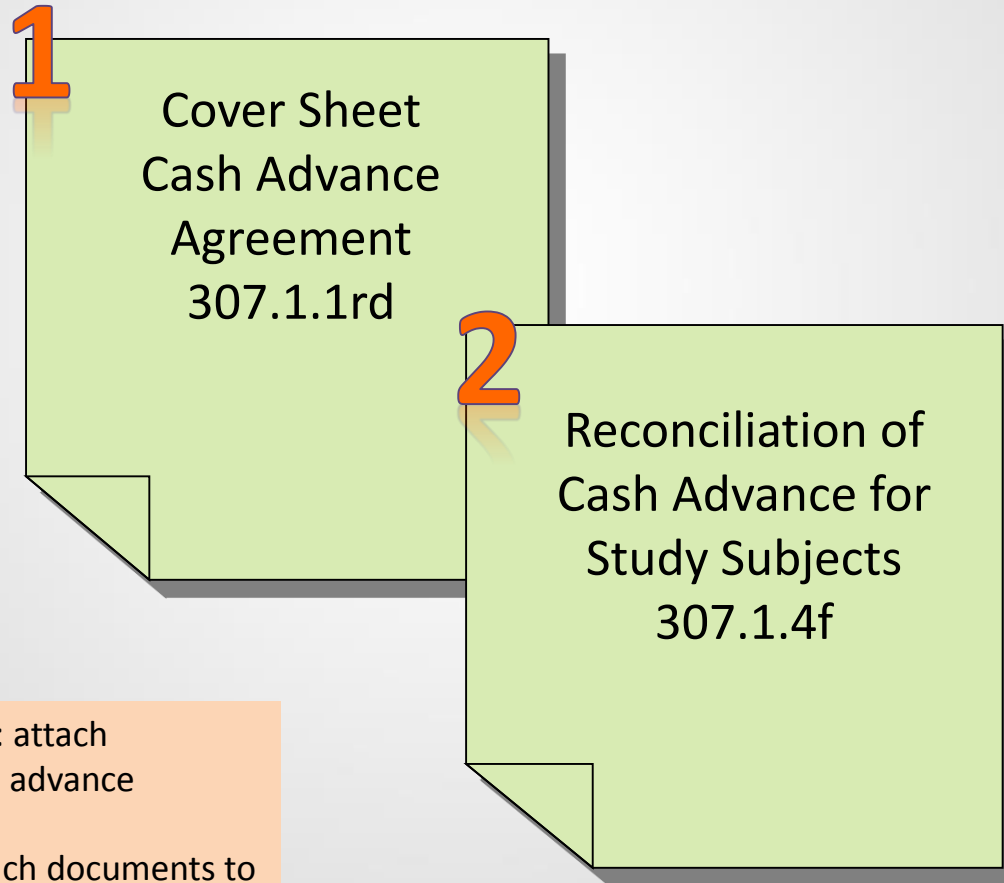 1
Cover Sheet
Cash Advance
Agreement
307.1.1rd
2
Reconciliation of
Cash Advance for
Study Subjects
307.1.4f
: attach
advance
ch documents to